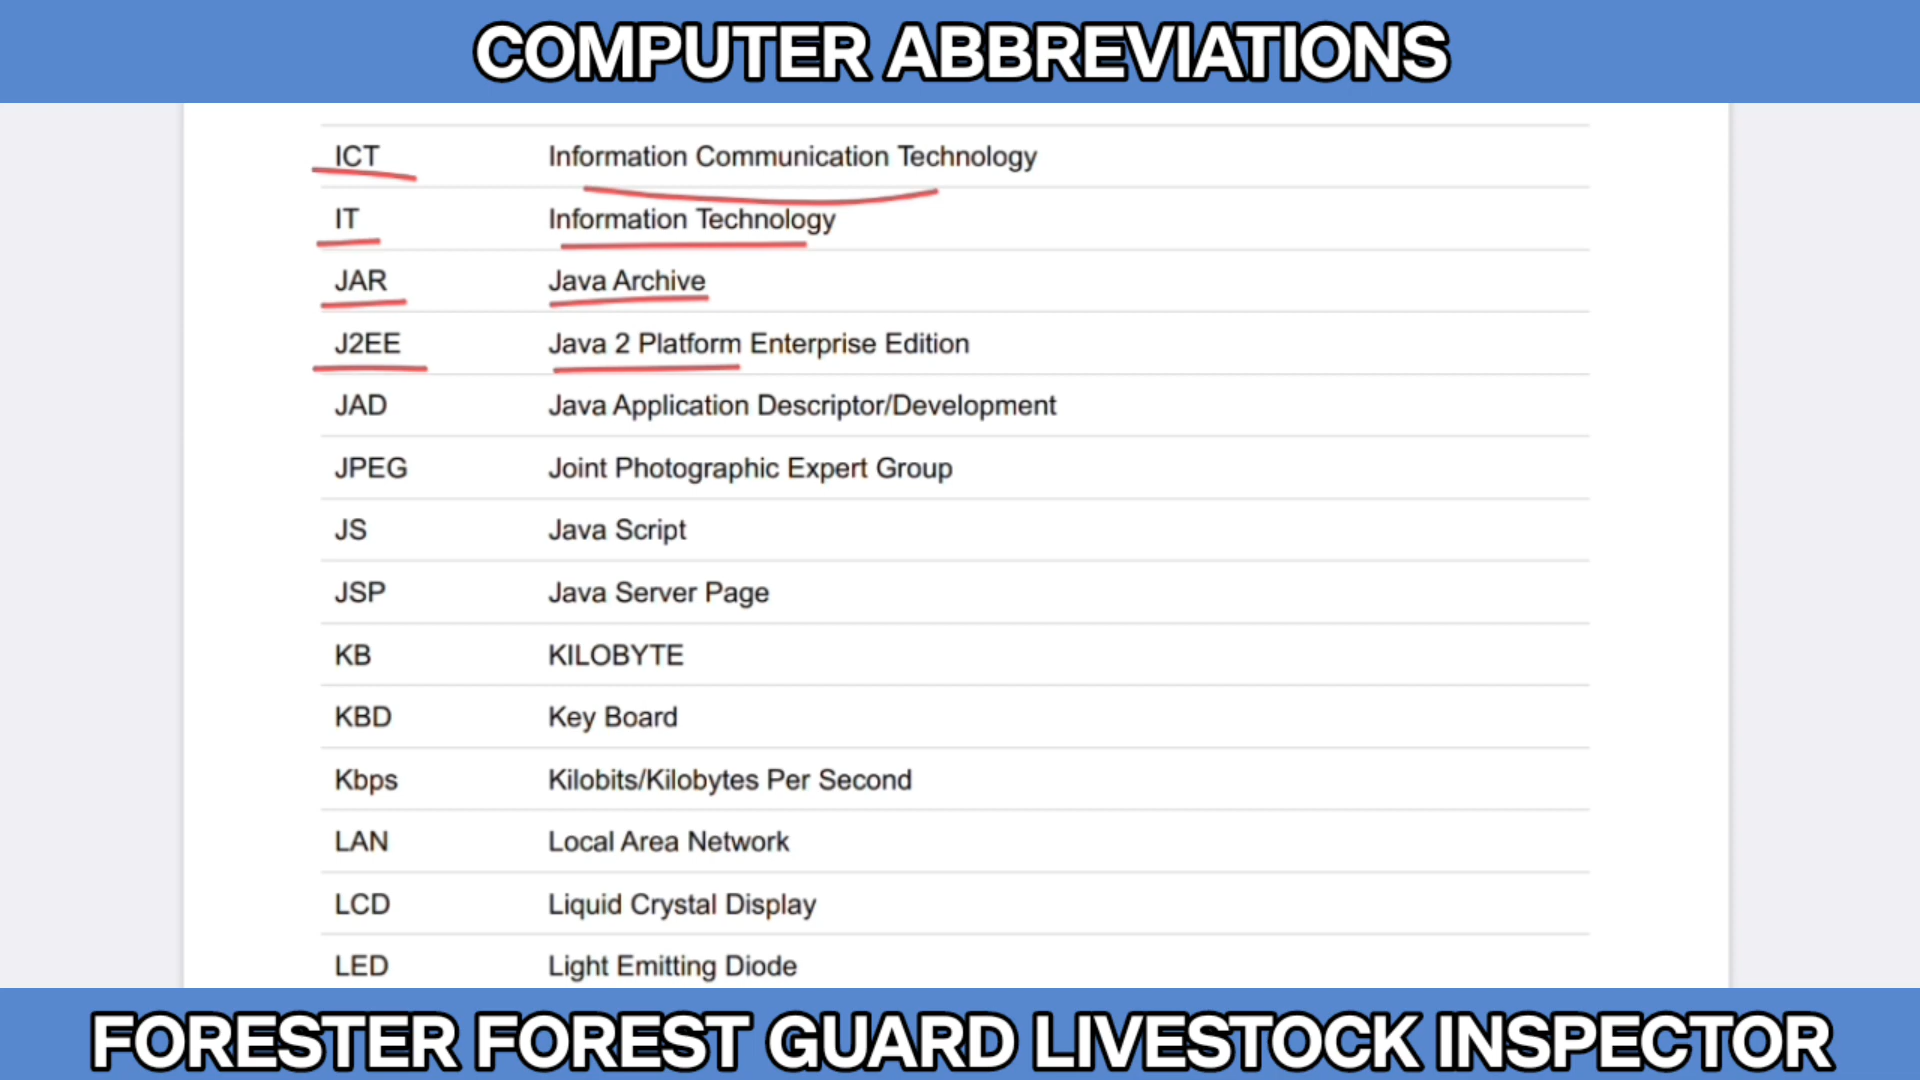 COMPUTER ABBREVIATIONS
ICT Information Communication Technology
IT Information Technology
JAR Java Archive
J2EE Java 2 Platform Enterprise Edition
JAD Java Application Descriptor/Development
JPEG Joint Photographic Expert Group
JS Java Script
JSP Java Server Page
KB KILOBYTE
KBD Key Board
Kbps Kilobits/Kilobytes Per Second
LAN Local Area Network
LCD Liquid Crystal Display
LED Light Emitting Diode
FORESTER FOREST GUARD LIVESTOCK INSPECTOR